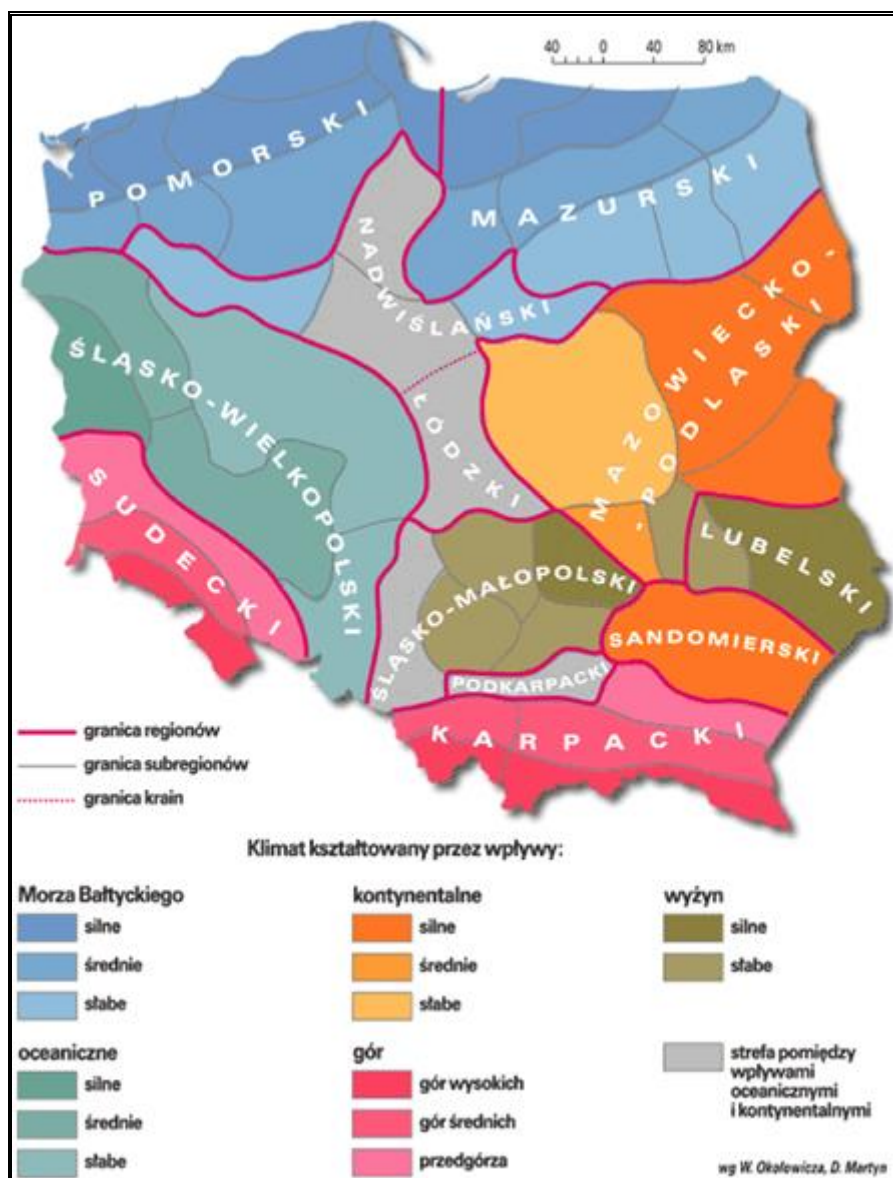 40 0 40 80 km
POMORSKI
MAZURSKI
NADWIŚLAŃSKI
MAZOWIECKO-
-PODLASKI
ŚLĄSKO-WIELKOPOLSKI
ŁÓDZKI
SUDECKI
LUBELSKI
ŚLĄSKO-MAŁOPOLSKI
SANDOMIERSKI
PODKARPACKI
KARPACKI
granica regionów
granica subregionów
granica krain
Klimat kształtowany przez wpływy:
Morza Bałtyckiego
silne
średnie
słabe
kontynentalne
silne
średnie
słabe
wyżyn
silne
słabe
oceaniczne
silne
średnie
słabe
gór
gór wysokich
gór średnich
przedgórza
strefa pomiędzy
wpływami
oceanicznymi
i kontynentalnymi
wg W. Okołowicza, D. Martyn